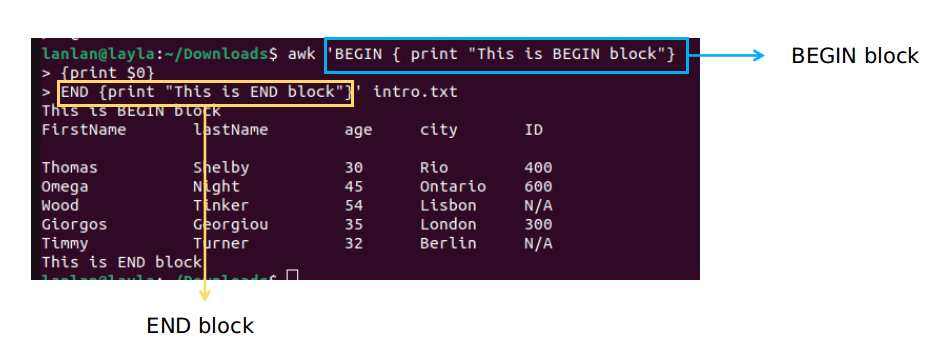 lanlan@layla:~/Downloads$ awk 'BEGIN { print "This is BEGIN block"}
BEGIN block
> {print $0}
> END {print "This is END block"}' intro.txt
This is BEGIN block
FirstName lastName age city ID
Thomas Shelby 30 Rio 400
Omega Night 45 Ontario 600
Wood Tinker 54 Lisbon N/A
Giorgos Georgiou 35 London 300
Timmy Turner 32 Berlin N/A
This is END block
lanlan@layla:~/Downloads$
END block